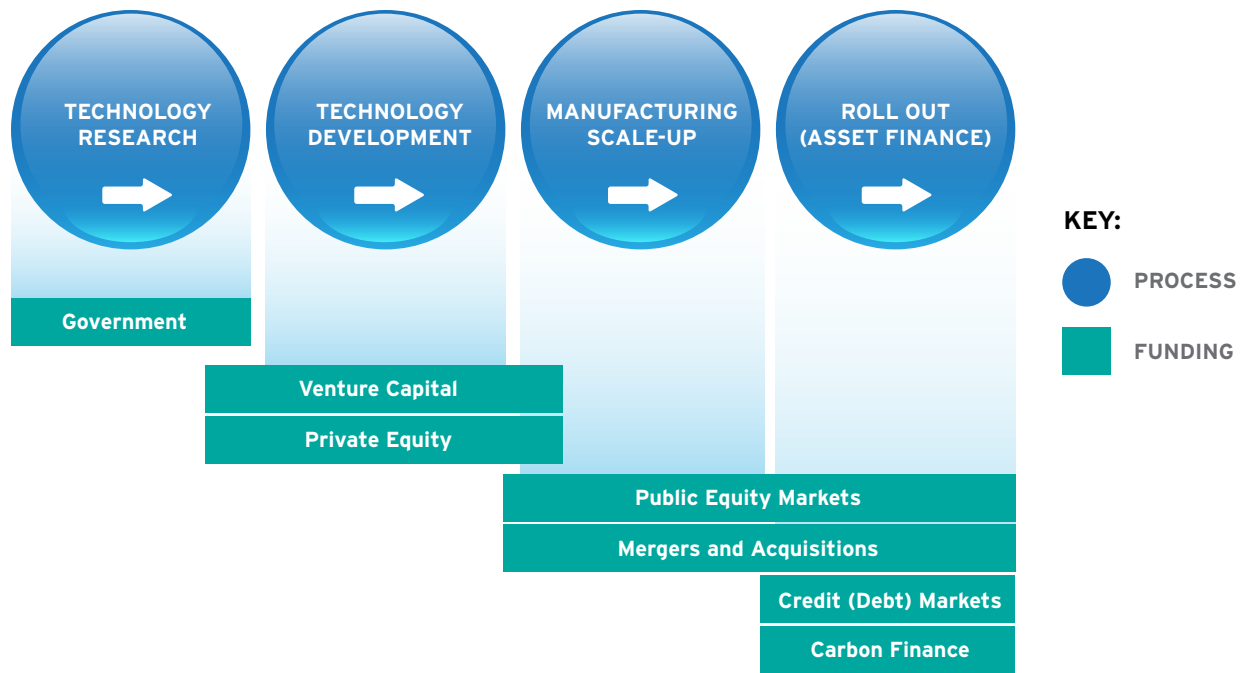 TECHNOLOGY
RESEARCH
TECHNOLOGY
DEVELOPMENT
MANUFACTURING
SCALE-UP
ROLL OUT
(ASSET FINANCE)
KEY:
PROCESS
FUNDING
Government
Venture Capital
Private Equity
Public Equity Markets
Mergers and Acquisitions
Credit (Debt) Markets
Carbon Finance